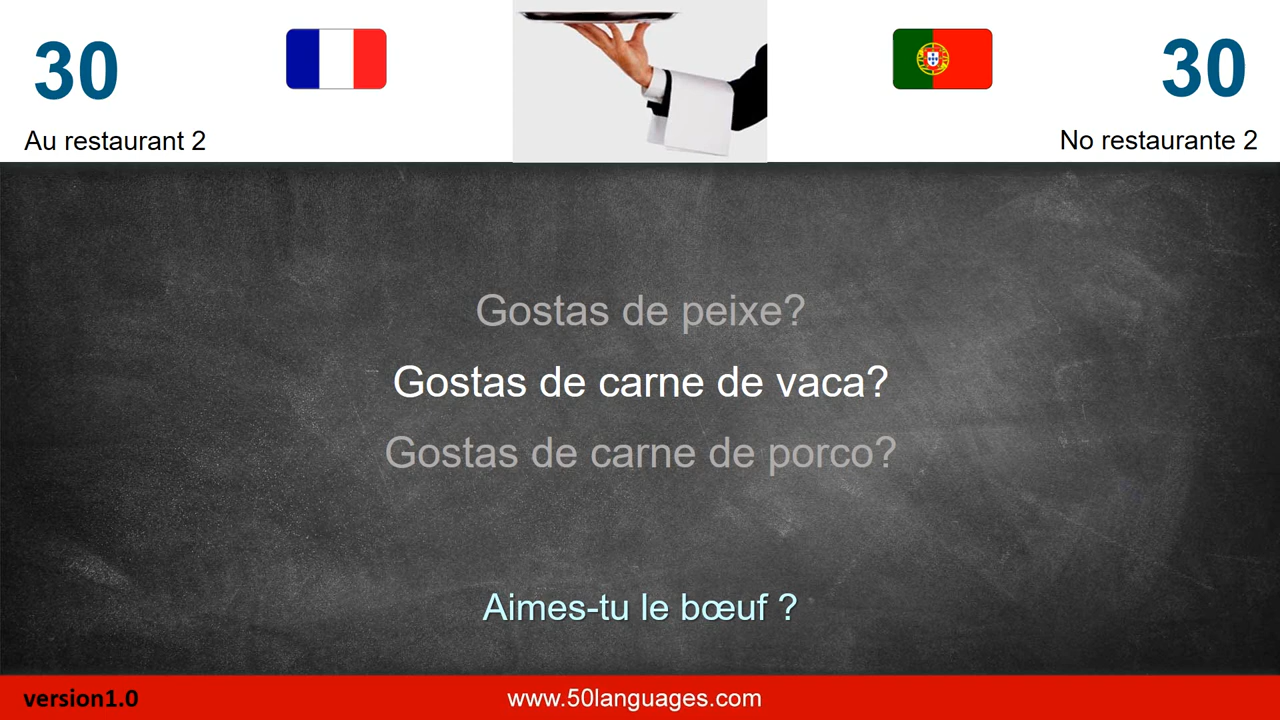 30
30
Au restaurant 2
No restaurante 2
Gostas de peixe?
Gostas de carne de vaca?
Gostas de carne de porco?
Aimes-tu le bœuf ?
version1.0
www.50languages.com